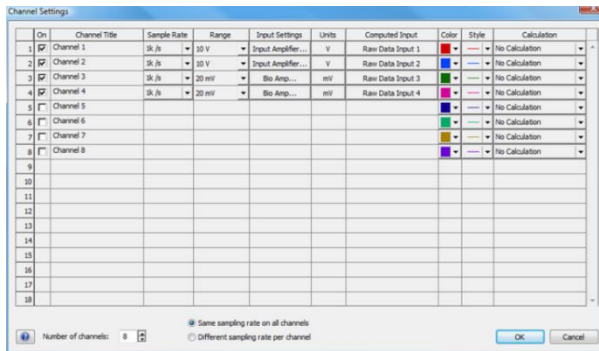 Channel Settings
On Channel Title Sample Rate Range Input Settings Units Computed Input Color Style Calculation
1 Channel 1 1k /s 10 V Input Amplifier... V Raw Data Input 1 No Calculation
2 Channel 2 1k /s 10 V Input Amplifier... V Raw Data Input 2 No Calculation
3 Channel 3 1k /s 20 mV Bio Amp... mV Raw Data Input 3 No Calculation
4 Channel 4 1k /s 20 mV Bio Amp... mV Raw Data Input 4 No Calculation
5 Channel 5 No Calculation
6 Channel 6 No Calculation
7 Channel 7 No Calculation
8 Channel 8 No Calculation
9
10
11
12
13
14
15
16
17
18
Same sampling rate on all channels
Number of channels: 8
Different sampling rate per channel
OK Cancel